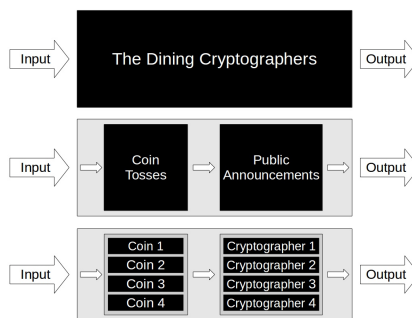 Input
The Dining Cryptographers
Output
Input
Coin
Tosses
Public
Announcements
Output
Input
Coin 1
Coin 2
Coin 3
Coin 4
Cryptographer 1
Cryptographer 2
Cryptographer 3
Cryptographer 4
Output